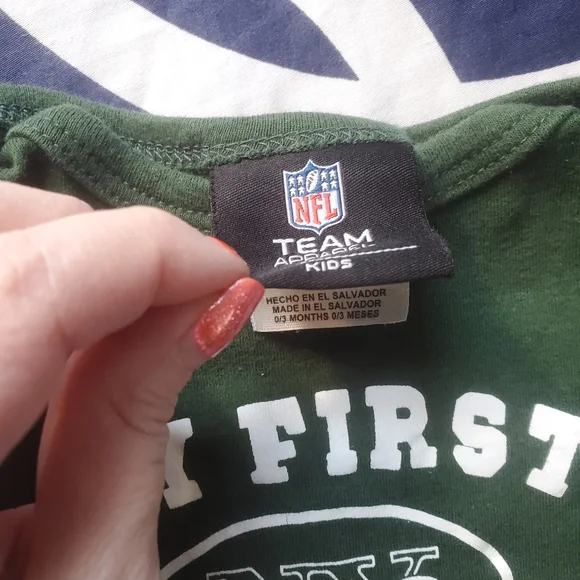 NFL
TEAM
APPAREL
KIDS
HECHO EN EL SALVADOR
MADE IN EL SALVADOR
0/3 MONTHS 0/3 MESES
Y FIRST
NY